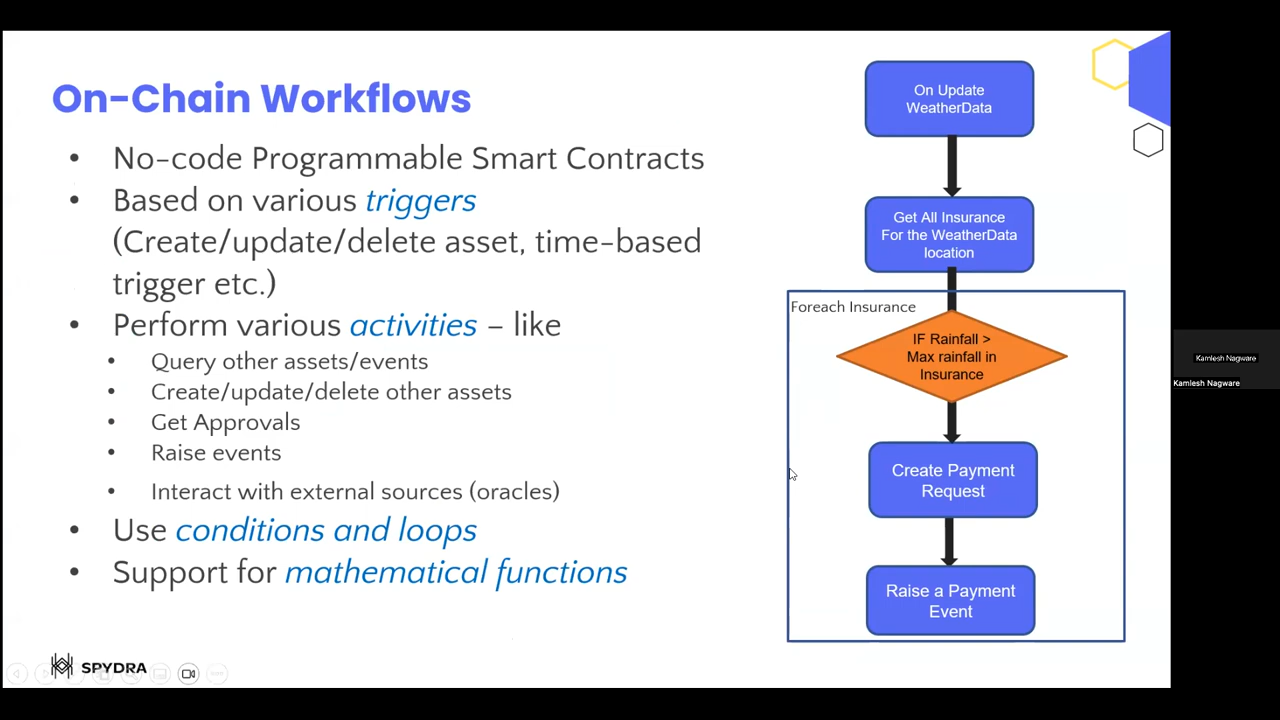 On-Chain Workflows
• No-code Programmable Smart Contracts
• Based on various triggers
(Create/update/delete asset, time-based
trigger etc.)
• Perform various activities – like
• Query other assets/events
• Create/update/delete other assets
• Get Approvals
• Raise events
• Interact with external sources (oracles)
• Use conditions and loops
• Support for mathematical functions
SPYDRA
On Update
WeatherData
Get All Insurance
For the WeatherData
location
Foreach Insurance
IF Rainfall >
Max rainfall in
Insurance
Create Payment
Request
Raise a Payment
Event
Kamlesh Nagware
Kamlesh Nagware